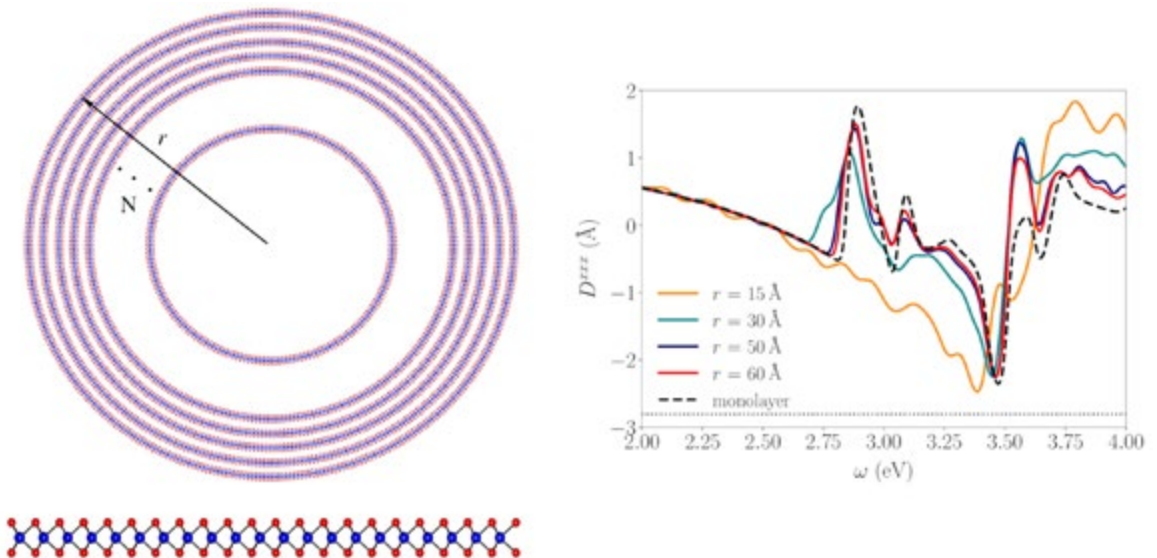 r
N
2
1
0
−1
−2
−3
D^{xxx} (Å)
r = 15 Å
r = 30 Å
r = 50 Å
r = 60 Å
monolayer
2.00 2.25 2.50 2.75 3.00 3.25 3.50 3.75 4.00
ω (eV)